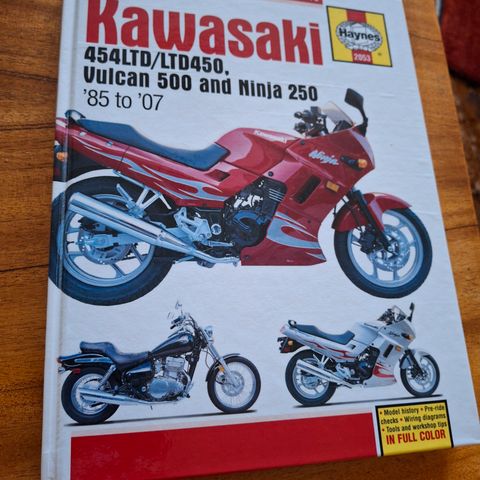 Kawasaki
454LTD/LTD450,
Vulcan 500 and Ninja 250
'85 to '07
Haynes
2053
Kawasaki
Ninja
• Model history • Pre-ride
checks • Wiring diagrams
• Tools and workshop tips
IN FULL COLOR